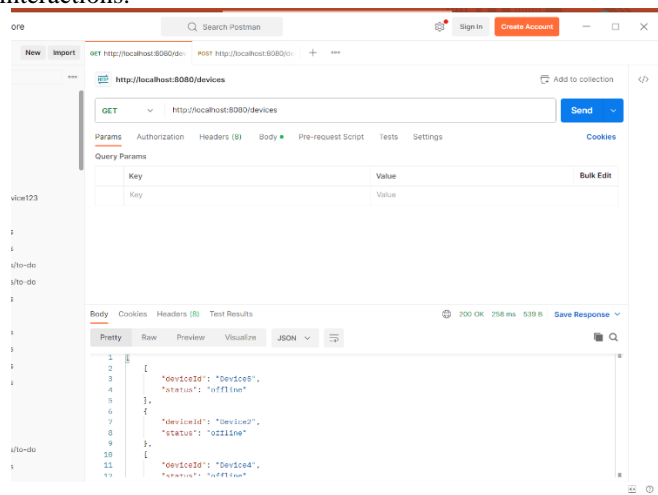 interactions.
ore
Search Postman
Sign In
Create Account
New Import
GET http://localhost:8080/dev
POST http://localhost:8080/de
http://localhost:8080/devices
Add to collection
GET http://localhost:8080/devices
Send
Params Authorization Headers (8) Body Pre-request Script Tests Settings Cookies
Query Params
Key Value Bulk Edit
Key Value
vice123
s/to-do
s/to-do
Body Cookies Headers (8) Test Results 200 OK 258 ms 539 B Save Response
Pretty Raw Preview Visualize JSON
1 [
2 {
3 "deviceId": "Device5",
4 "status": "offline"
5 },
6 {
7 "deviceId": "Device2",
8 "status": "offline"
9 },
10 {
11 "deviceId": "Device4",
12 "status": "offline"
s/to-do